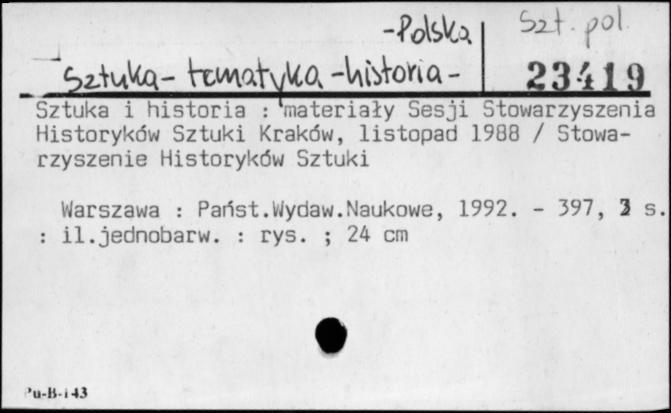 -Polska
Szt. pol.
Sztuka - tematyka - historia -
23419
Sztuka i historia : materiały Sesji Stowarzyszenia
Historyków Sztuki Kraków, listopad 1988 / Stowa-
rzyszenie Historyków Sztuki
Warszawa : Państ.Wydaw.Naukowe, 1992. - 397, 3 s.
: il.jednobarw. : rys. ; 24 cm
Pu-B-143